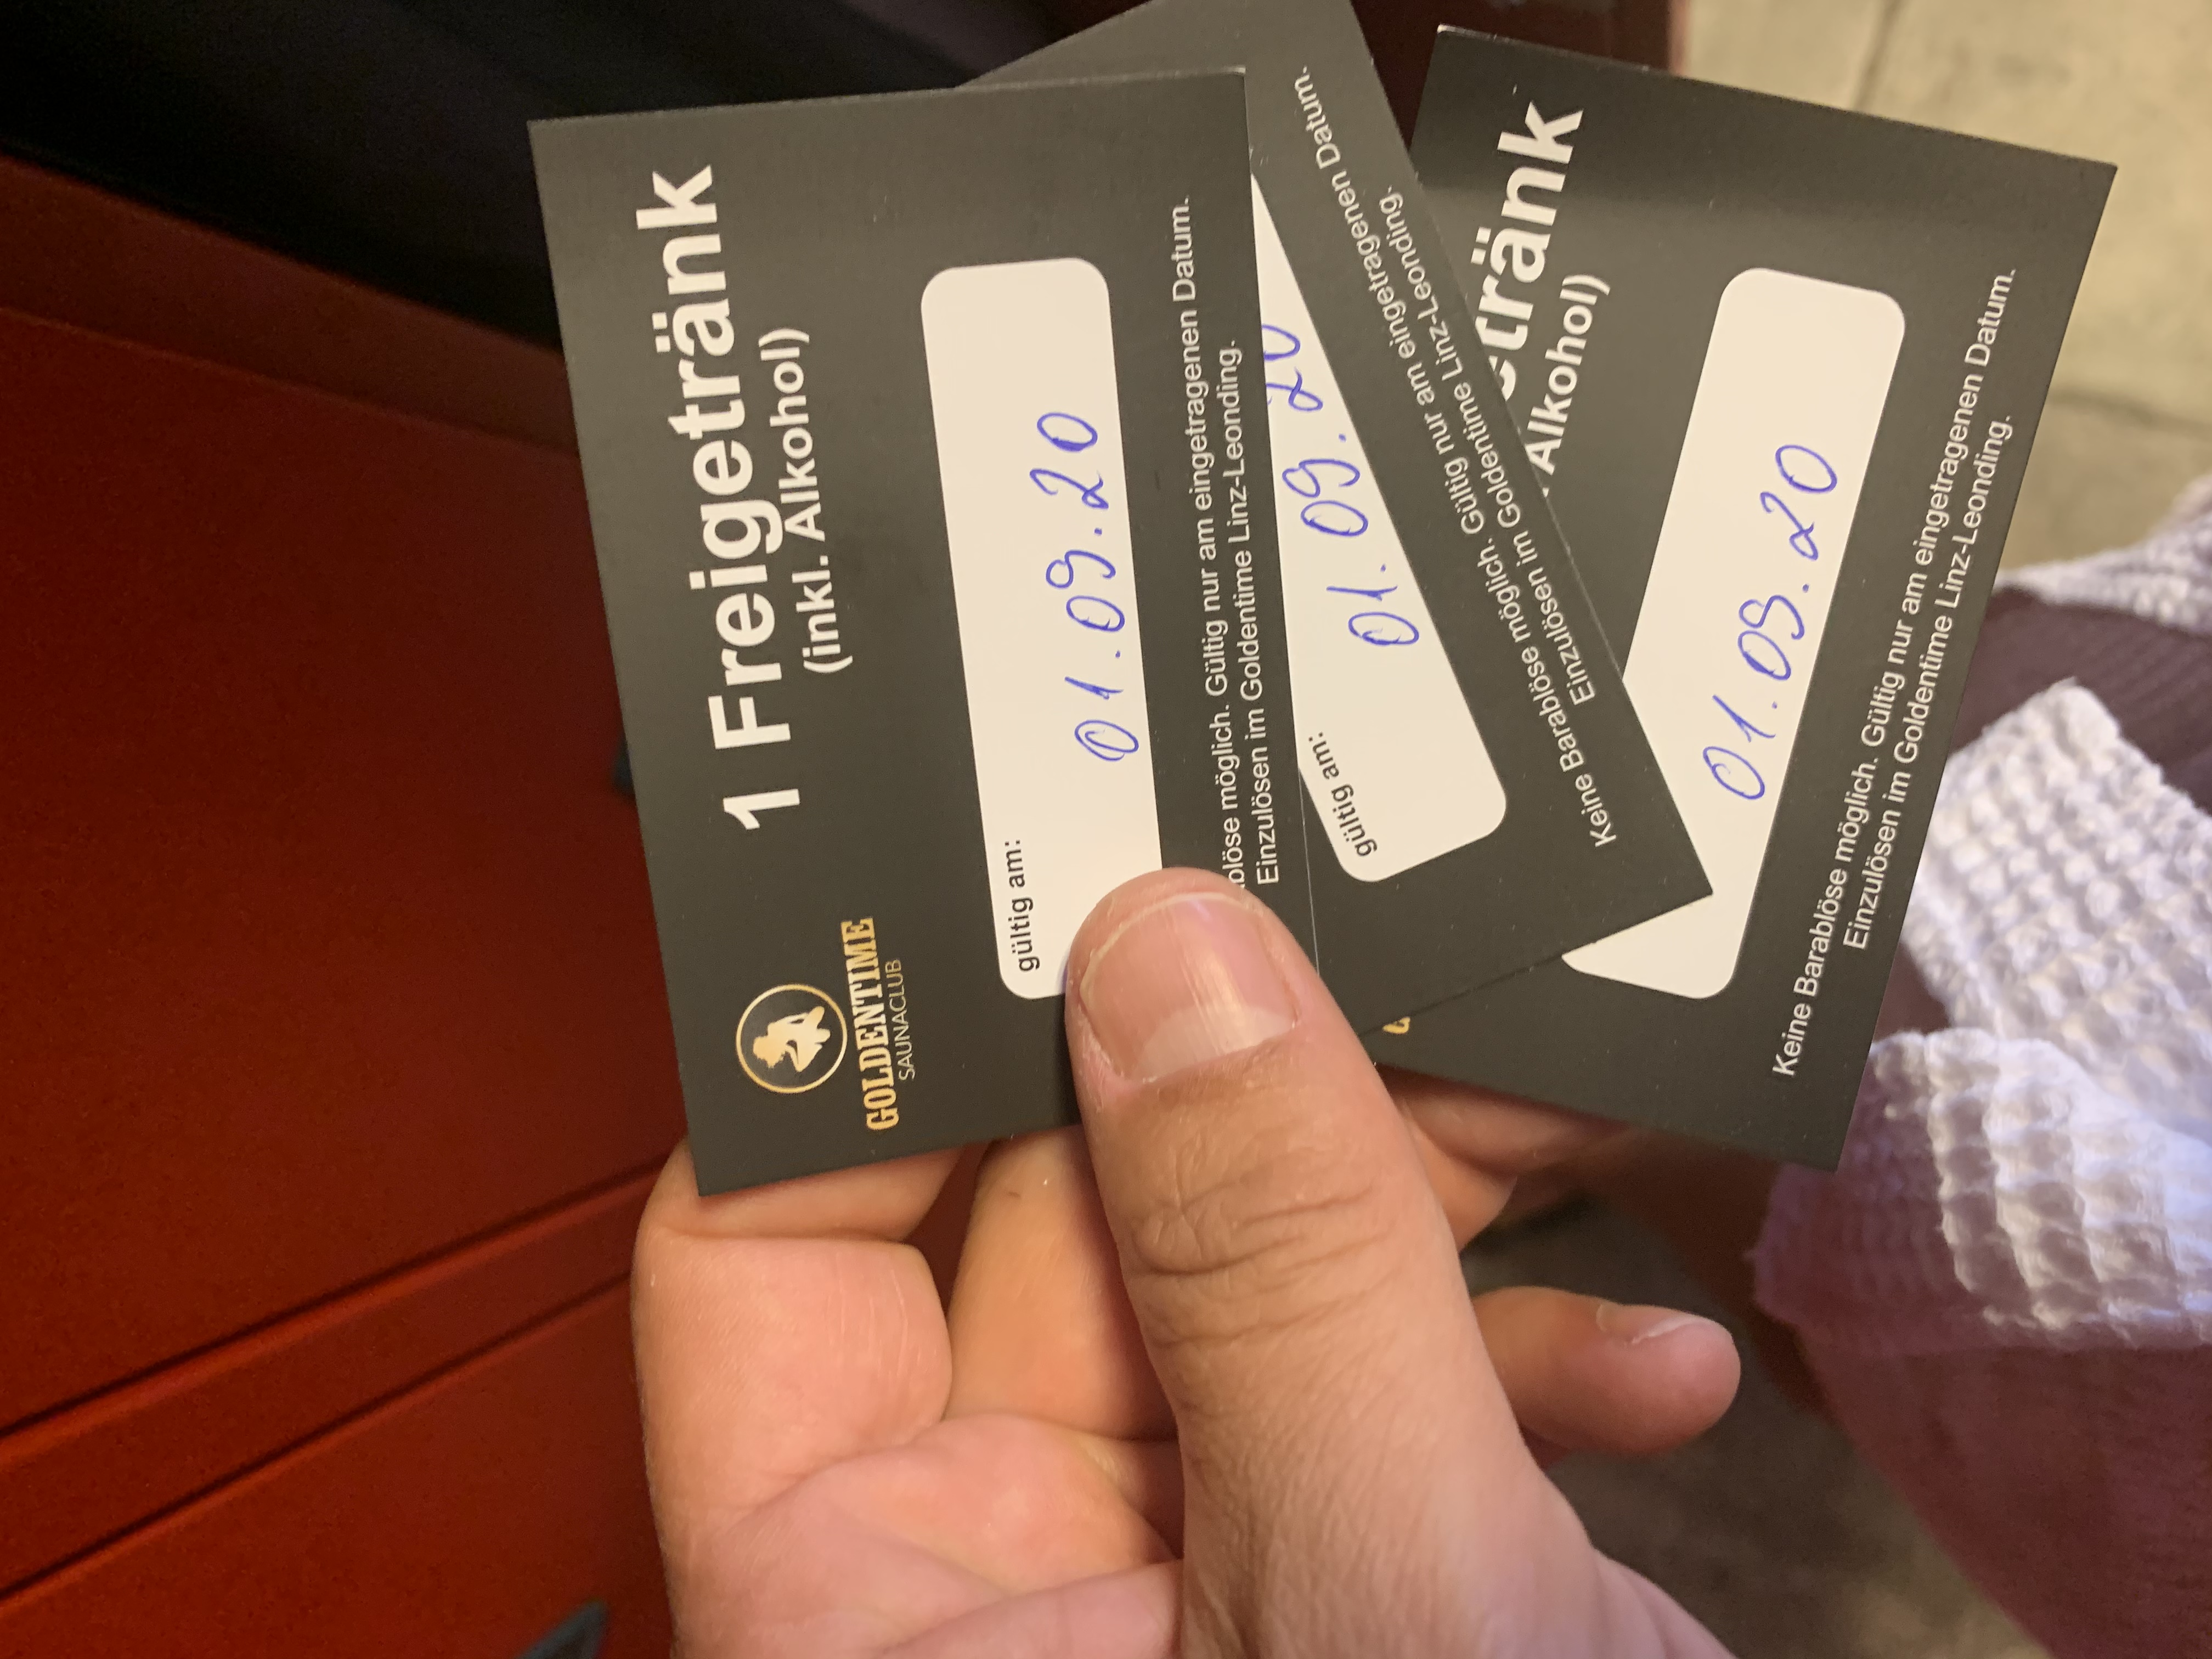 GOLDENTIME
SAUNACLUB
1 Freigetränk
(inkl. Alkohol)
gültig am:
01.09.20
blöse möglich. Gültig nur am eingetragenen Datum.
Einzulösen im Goldentime Linz-Leonding.
gültig am:
01.09.20
Keine Barablöse möglich. Gültig nur am eingetragenen Datum.
Einzulösen im Goldentime Linz-Leonding.
etränk
Alkohol)
01.09.20
Keine Barablöse möglich. Gültig nur am eingetragenen Datum.
Einzulösen im Goldentime Linz-Leonding.